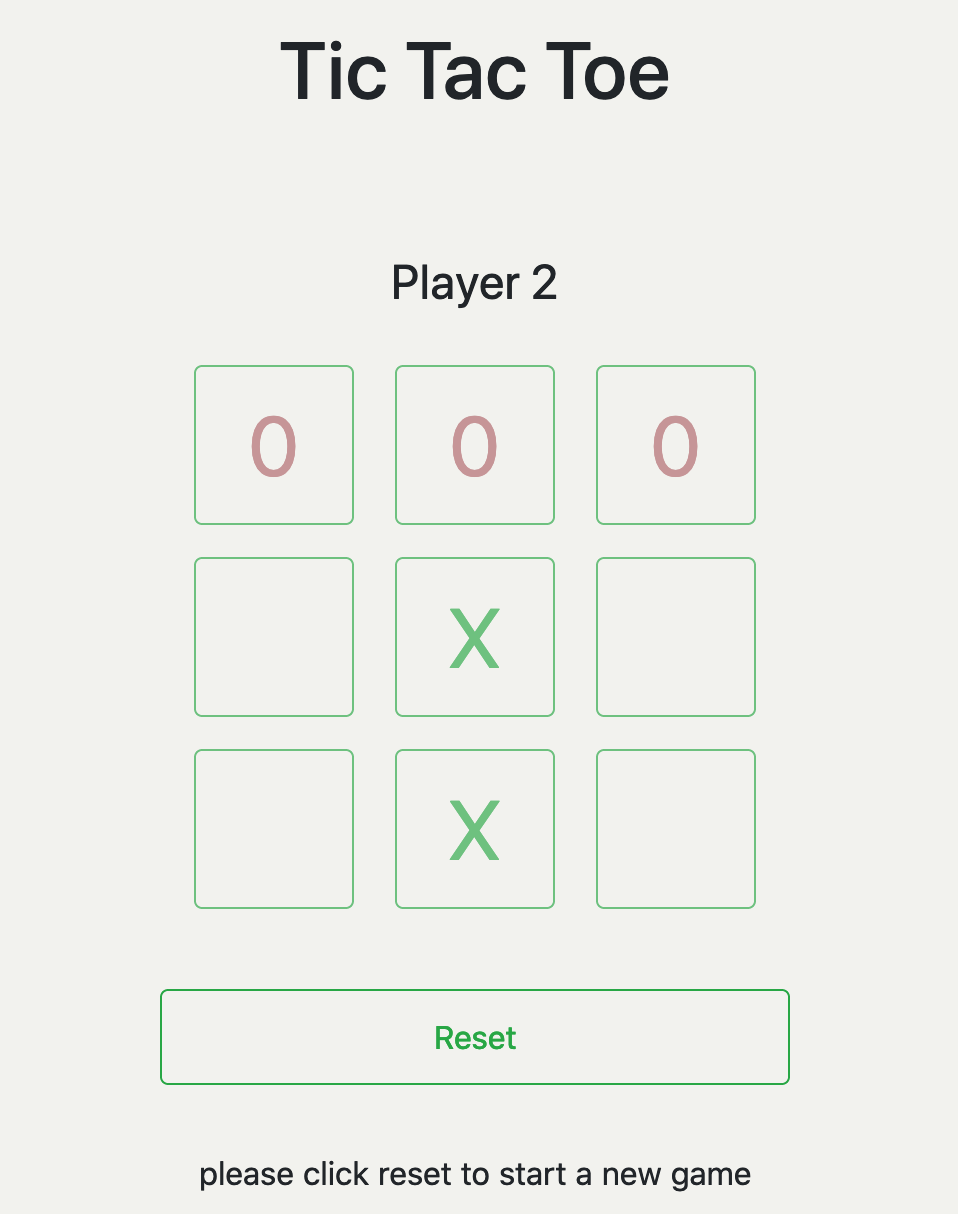 Tic Tac Toe
Player 2
0 0 0
X
X
Reset
please click reset to start a new game